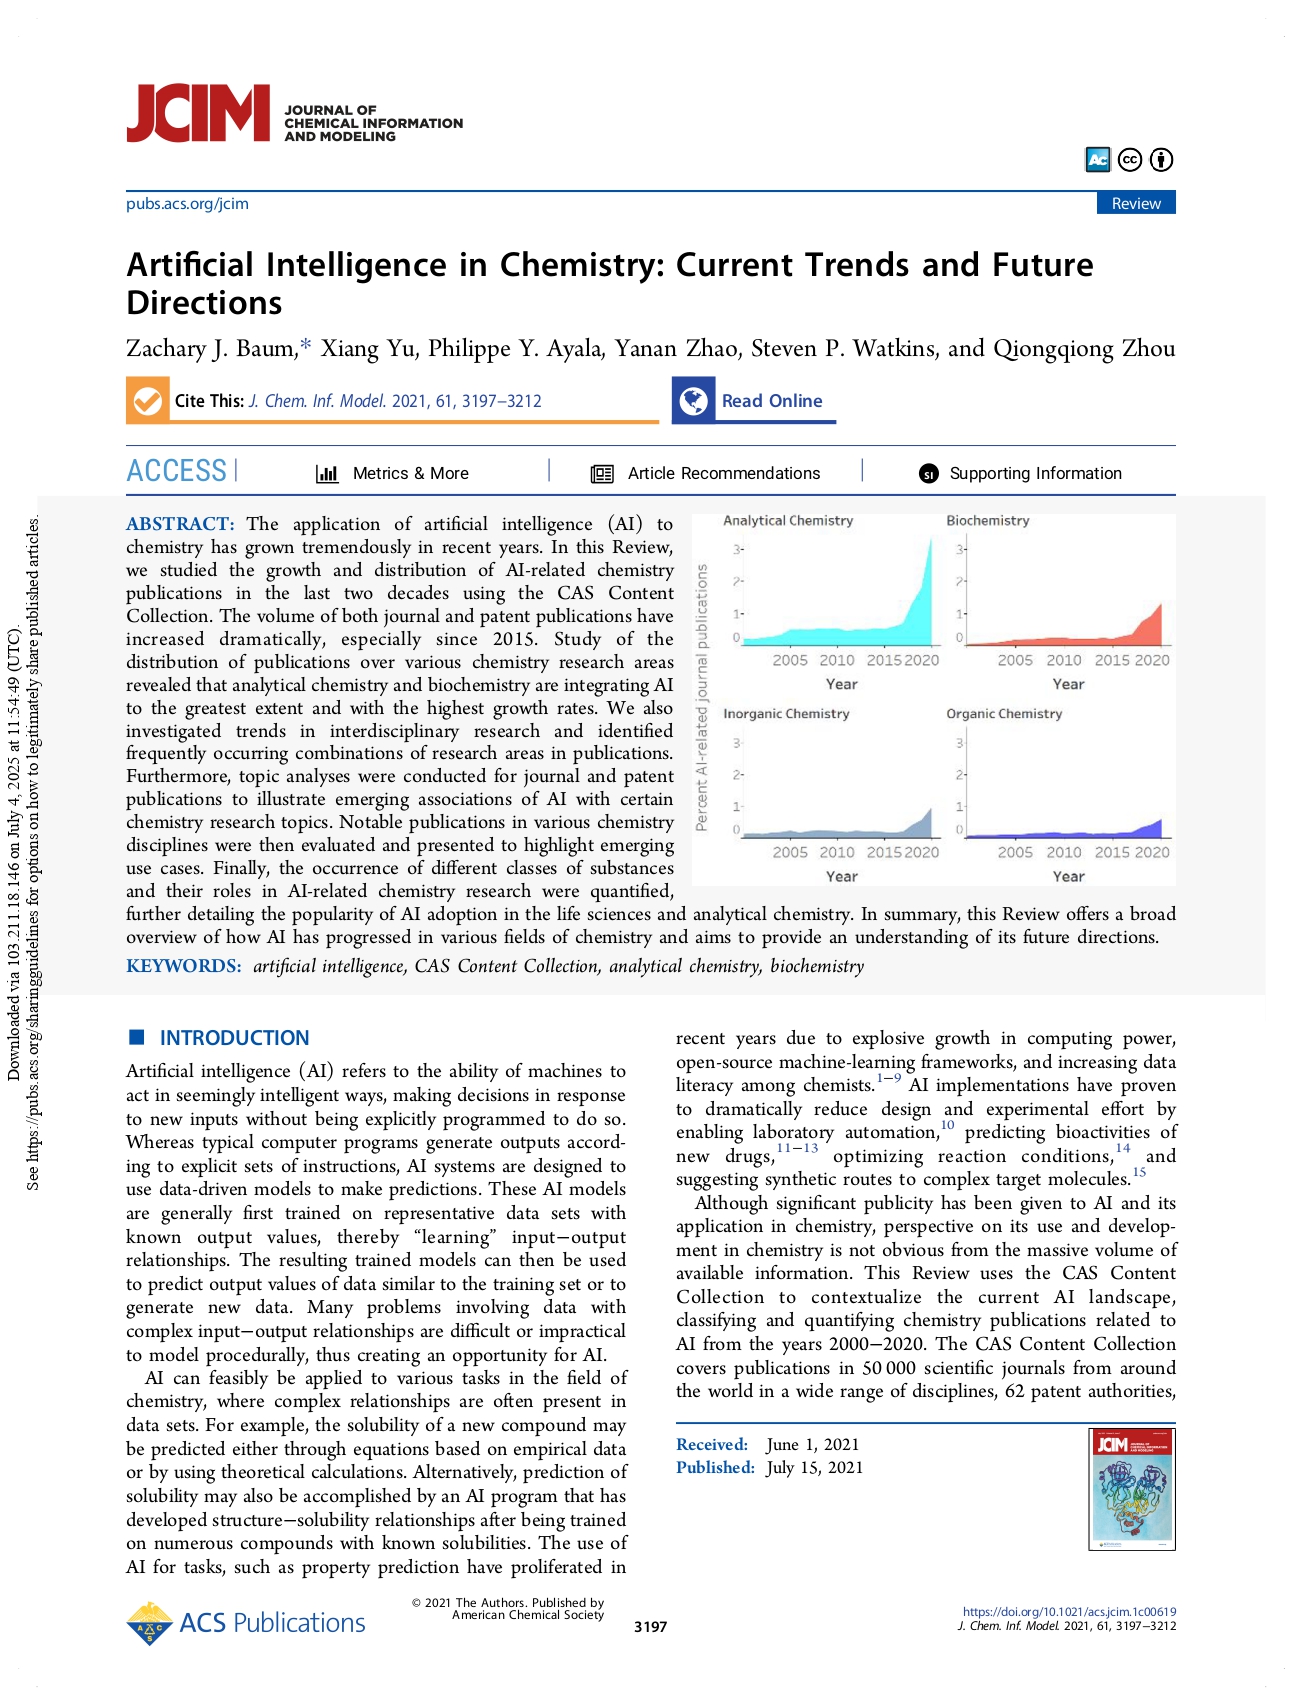 JCIM
JOURNAL OF
CHEMICAL INFORMATION
AND MODELING
Ac
cc
pubs.acs.org/jcim
Review
Artificial Intelligence in Chemistry: Current Trends and Future
Directions
Zachary J. Baum,* Xiang Yu, Philippe Y. Ayala, Yanan Zhao, Steven P. Watkins, and Qiongqiong Zhou
Cite This: J. Chem. Inf. Model. 2021, 61, 3197−3212
Read Online
ACCESS
Metrics & More
Article Recommendations
SI
Supporting Information
ABSTRACT: The application of artificial intelligence (AI) to
chemistry has grown tremendously in recent years. In this Review,
we studied the growth and distribution of AI-related chemistry
publications in the last two decades using the CAS Content
Collection. The volume of both journal and patent publications have
increased dramatically, especially since 2015. Study of the
distribution of publications over various chemistry research areas
revealed that analytical chemistry and biochemistry are integrating AI
to the greatest extent and with the highest growth rates. We also
investigated trends in interdisciplinary research and identified
frequently occurring combinations of research areas in publications.
Furthermore, topic analyses were conducted for journal and patent
publications to illustrate emerging associations of AI with certain
chemistry research topics. Notable publications in various chemistry
disciplines were then evaluated and presented to highlight emerging
use cases. Finally, the occurrence of different classes of substances
and their roles in AI-related chemistry research were quantified,
further detailing the popularity of AI adoption in the life sciences and analytical chemistry. In summary, this Review offers a broad
overview of how AI has progressed in various fields of chemistry and aims to provide an understanding of its future directions.
Percent AI-related journal publications
Analytical Chemistry
3
2
1
0
2005 2010 2015 2020
Year
Biochemistry
3
2
1
0
2005 2010 2015 2020
Year
Inorganic Chemistry
3
2
1
0
2005 2010 2015 2020
Year
Organic Chemistry
3
2
1
0
2005 2010 2015 2020
Year
KEYWORDS: artificial intelligence, CAS Content Collection, analytical chemistry, biochemistry
INTRODUCTION
Artificial intelligence (AI) refers to the ability of machines to
act in seemingly intelligent ways, making decisions in response
to new inputs without being explicitly programmed to do so.
Whereas typical computer programs generate outputs accord-
ing to explicit sets of instructions, AI systems are designed to
use data-driven models to make predictions. These AI models
are generally first trained on representative data sets with
known output values, thereby “learning” input−output
relationships. The resulting trained models can then be used
to predict output values of data similar to the training set or to
generate new data. Many problems involving data with
complex input−output relationships are difficult or impractical
to model procedurally, thus creating an opportunity for AI.
AI can feasibly be applied to various tasks in the field of
chemistry, where complex relationships are often present in
data sets. For example, the solubility of a new compound may
be predicted either through equations based on empirical data
or by using theoretical calculations. Alternatively, prediction of
solubility may also be accomplished by an AI program that has
developed structure−solubility relationships after being trained
on numerous compounds with known solubilities. The use of
AI for tasks, such as property prediction have proliferated in
recent years due to explosive growth in computing power,
open-source machine-learning frameworks, and increasing data
literacy among chemists.1−9 AI implementations have proven
to dramatically reduce design and experimental effort by
enabling laboratory automation,10 predicting bioactivities of
new drugs,11−13 optimizing reaction conditions,14 and
suggesting synthetic routes to complex target molecules.15
Although significant publicity has been given to AI and its
application in chemistry, perspective on its use and develop-
ment in chemistry is not obvious from the massive volume of
available information. This Review uses the CAS Content
Collection to contextualize the current AI landscape,
classifying and quantifying chemistry publications related to
AI from the years 2000−2020. The CAS Content Collection
covers publications in 50 000 scientific journals from around
the world in a wide range of disciplines, 62 patent authorities,
Received: June 1, 2021
Published: July 15, 2021
JCIM
ACS Publications
© 2021 The Authors. Published by
American Chemical Society
3197
https://doi.org/10.1021/acs.jcim.1c00619
J. Chem. Inf. Model. 2021, 61, 3197−3212
Downloaded via 103.211.18.146 on July 4, 2025 at 11:54:49 (UTC).
See https://pubs.acs.org/sharingguidelines for options on how to legitimately share published articles.